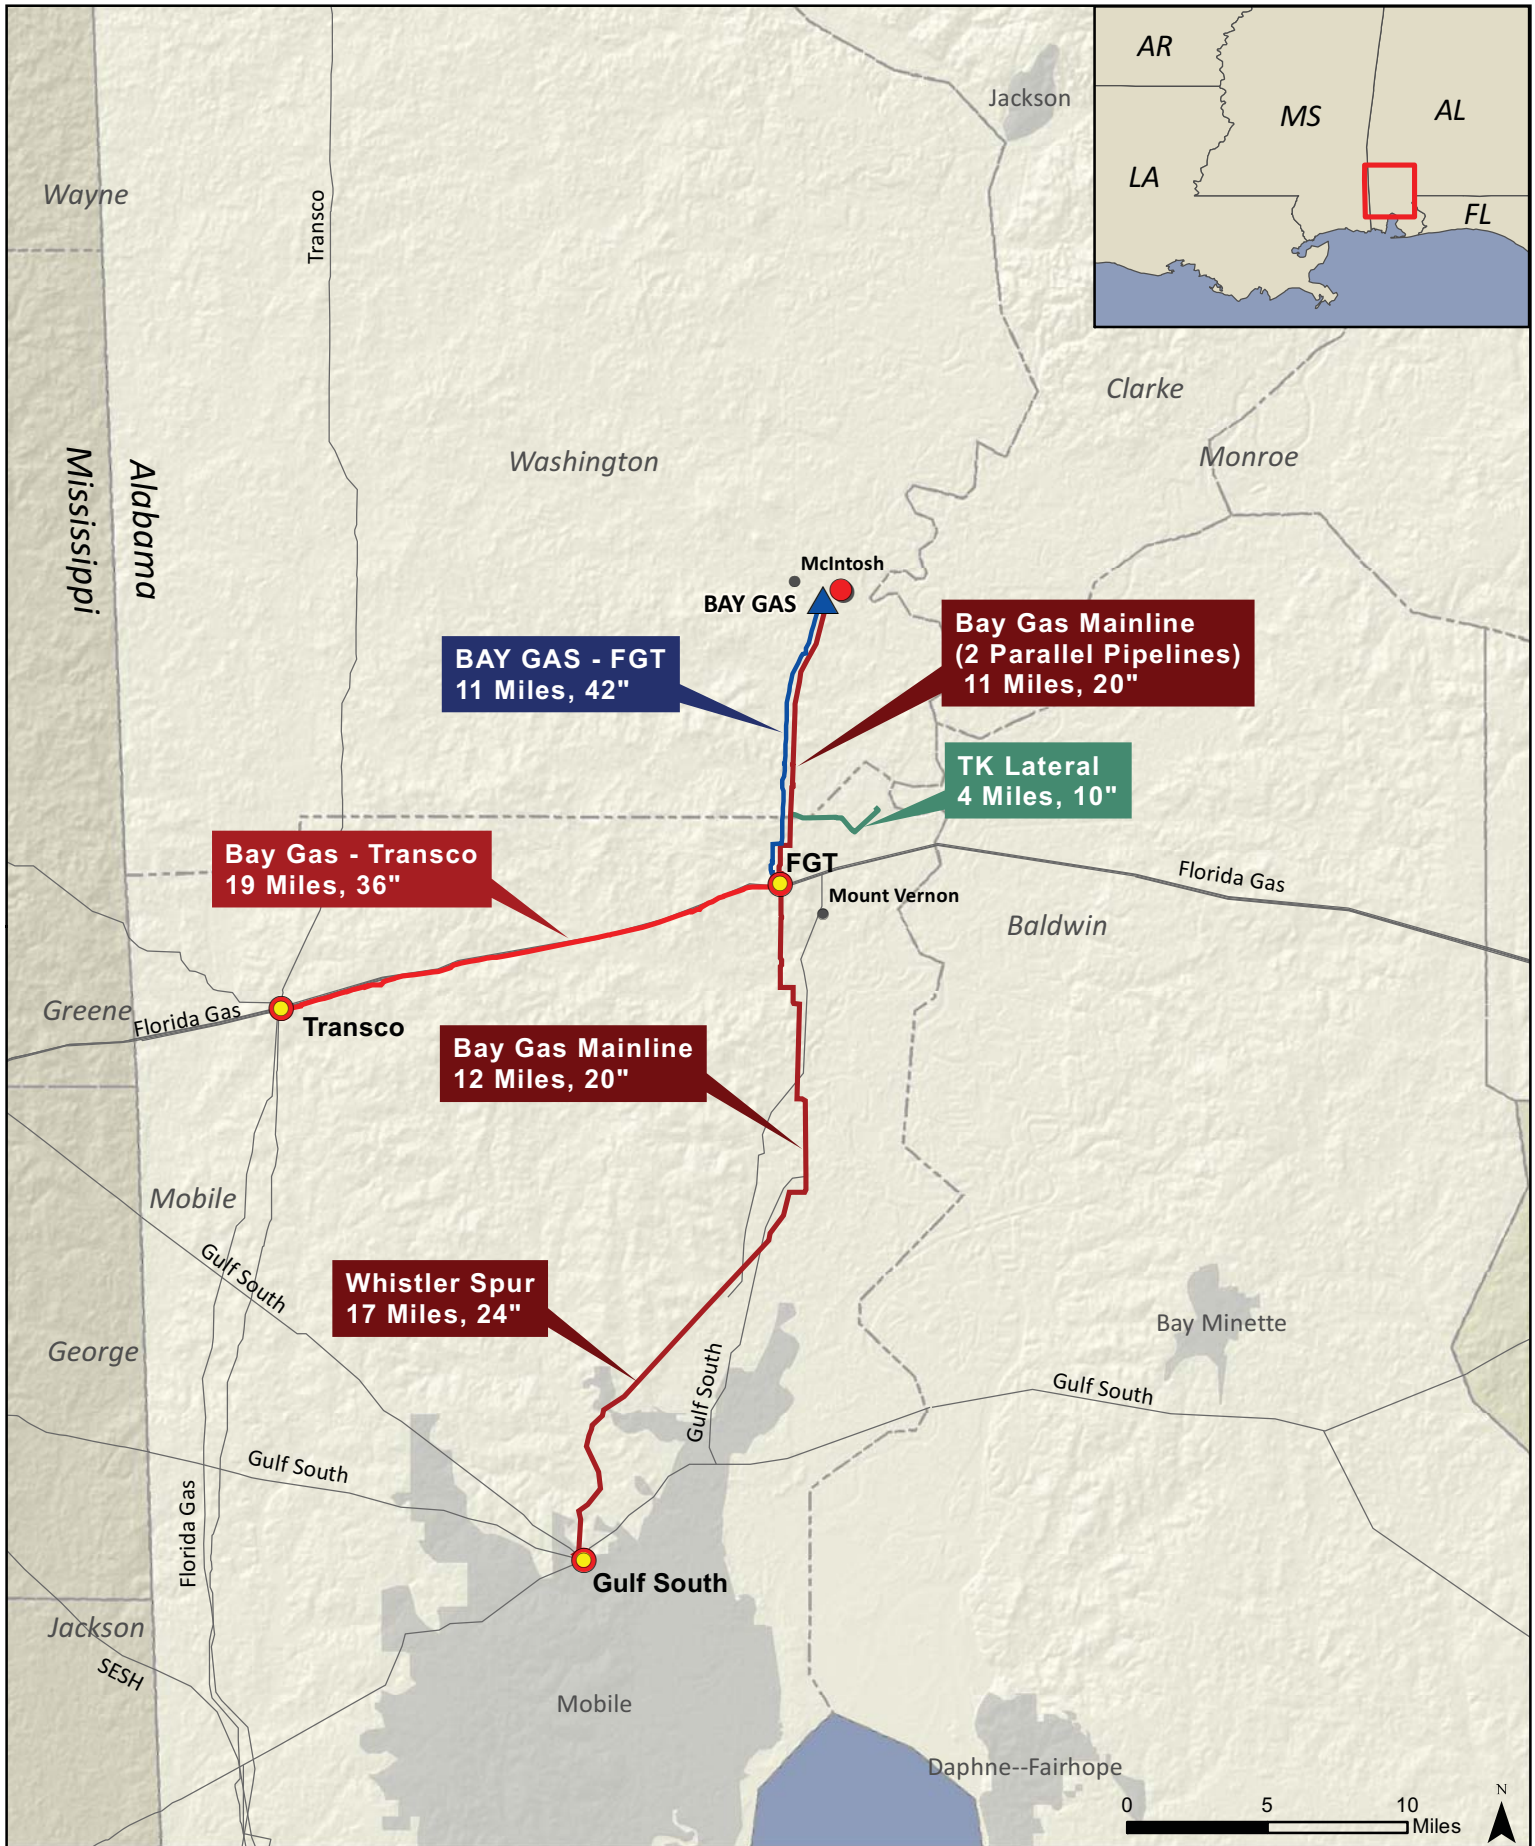 AR
MS
AL
LA
FL
Jackson
Wayne
Transco
Clarke
Monroe
Washington
Mississippi
Alabama
McIntosh
BAY GAS
Bay Gas Mainline
(2 Parallel Pipelines)
11 Miles, 20"
BAY GAS - FGT
11 Miles, 42"
TK Lateral
4 Miles, 10"
Bay Gas - Transco
19 Miles, 36"
FGT
Florida Gas
Mount Vernon
Baldwin
Greene
Florida Gas
Transco
Bay Gas Mainline
12 Miles, 20"
Mobile
Gulf South
Whistler Spur
17 Miles, 24"
Bay Minette
George
Gulf South
Gulf South
Gulf South
Florida Gas
Gulf South
Jackson
SESH
Mobile
Daphne--Fairhope
0 5 10
Miles
N